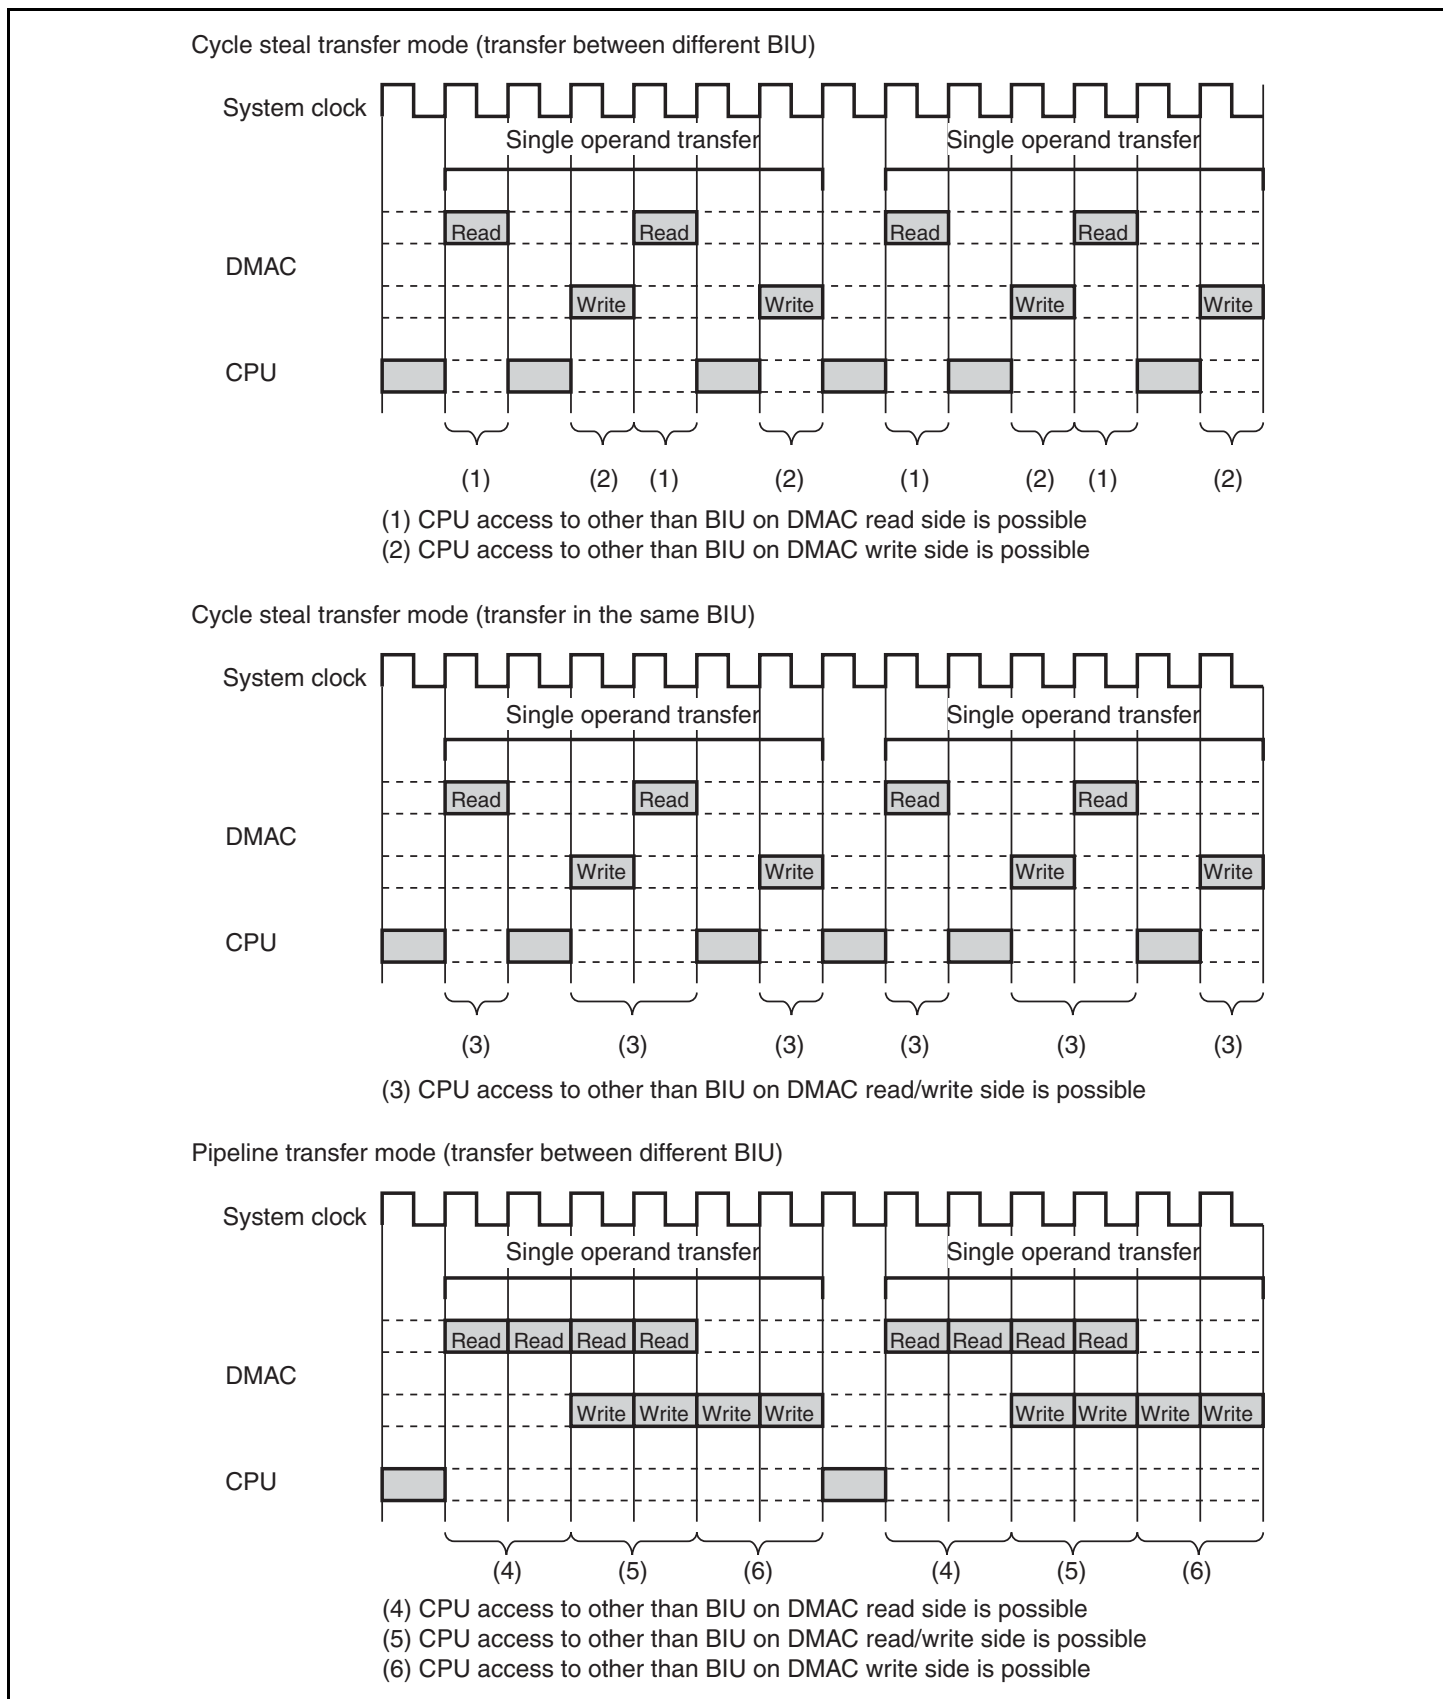 Cycle steal transfer mode (transfer between different BIU)
System clock
Single operand transfer Single operand transfer
Read Read Read Read
DMAC
Write Write Write Write
CPU
(1) (2) (1) (2) (1) (2) (1) (2)
(1) CPU access to other than BIU on DMAC read side is possible
(2) CPU access to other than BIU on DMAC write side is possible
Cycle steal transfer mode (transfer in the same BIU)
System clock
Single operand transfer Single operand transfer
Read Read Read Read
DMAC
Write Write Write Write
CPU
(3) (3) (3) (3) (3) (3)
(3) CPU access to other than BIU on DMAC read/write side is possible
Pipeline transfer mode (transfer between different BIU)
System clock
Single operand transfer Single operand transfer
Read Read Read Read Read Read Read Read
DMAC
Write Write Write Write Write Write Write Write
CPU
(4) (5) (6) (4) (5) (6)
(4) CPU access to other than BIU on DMAC read side is possible
(5) CPU access to other than BIU on DMAC read/write side is possible
(6) CPU access to other than BIU on DMAC write side is possible